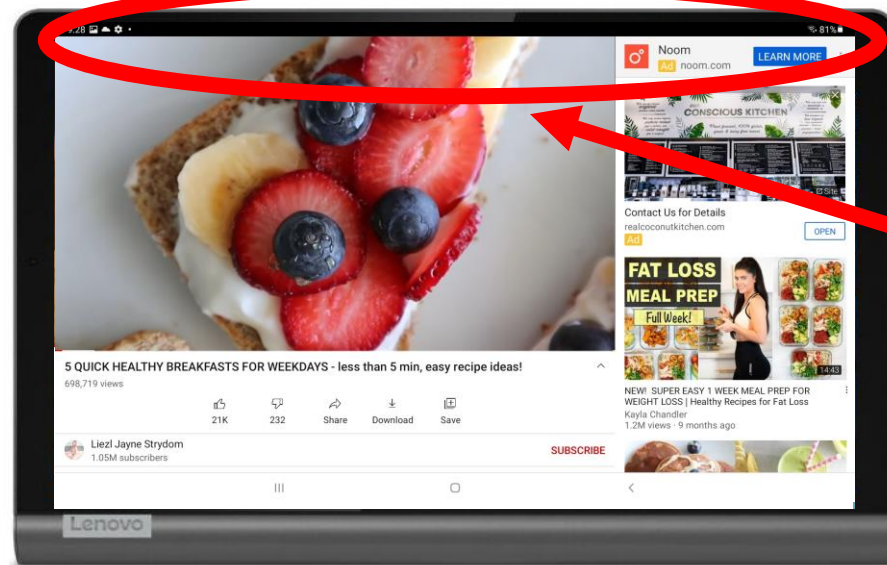 9:28
81%
Noom
Ad noom.com
LEARN MORE
CONSCIOUS KITCHEN
Site
Contact Us for Details
realcoconutkitchen.com
Ad
OPEN
FAT LOSS
MEAL PREP
Full Week!
14:43
5 QUICK HEALTHY BREAKFASTS FOR WEEKDAYS - less than 5 min, easy recipe ideas!
698,719 views
21K
232
Share
Download
Save
NEW! SUPER EASY 1 WEEK MEAL PREP FOR
WEIGHT LOSS | Healthy Recipes for Fat Loss
Kayla Chandler
1.2M views · 9 months ago
Liezl Jayne Strydom
1.05M subscribers
SUBSCRIBE
Lenovo